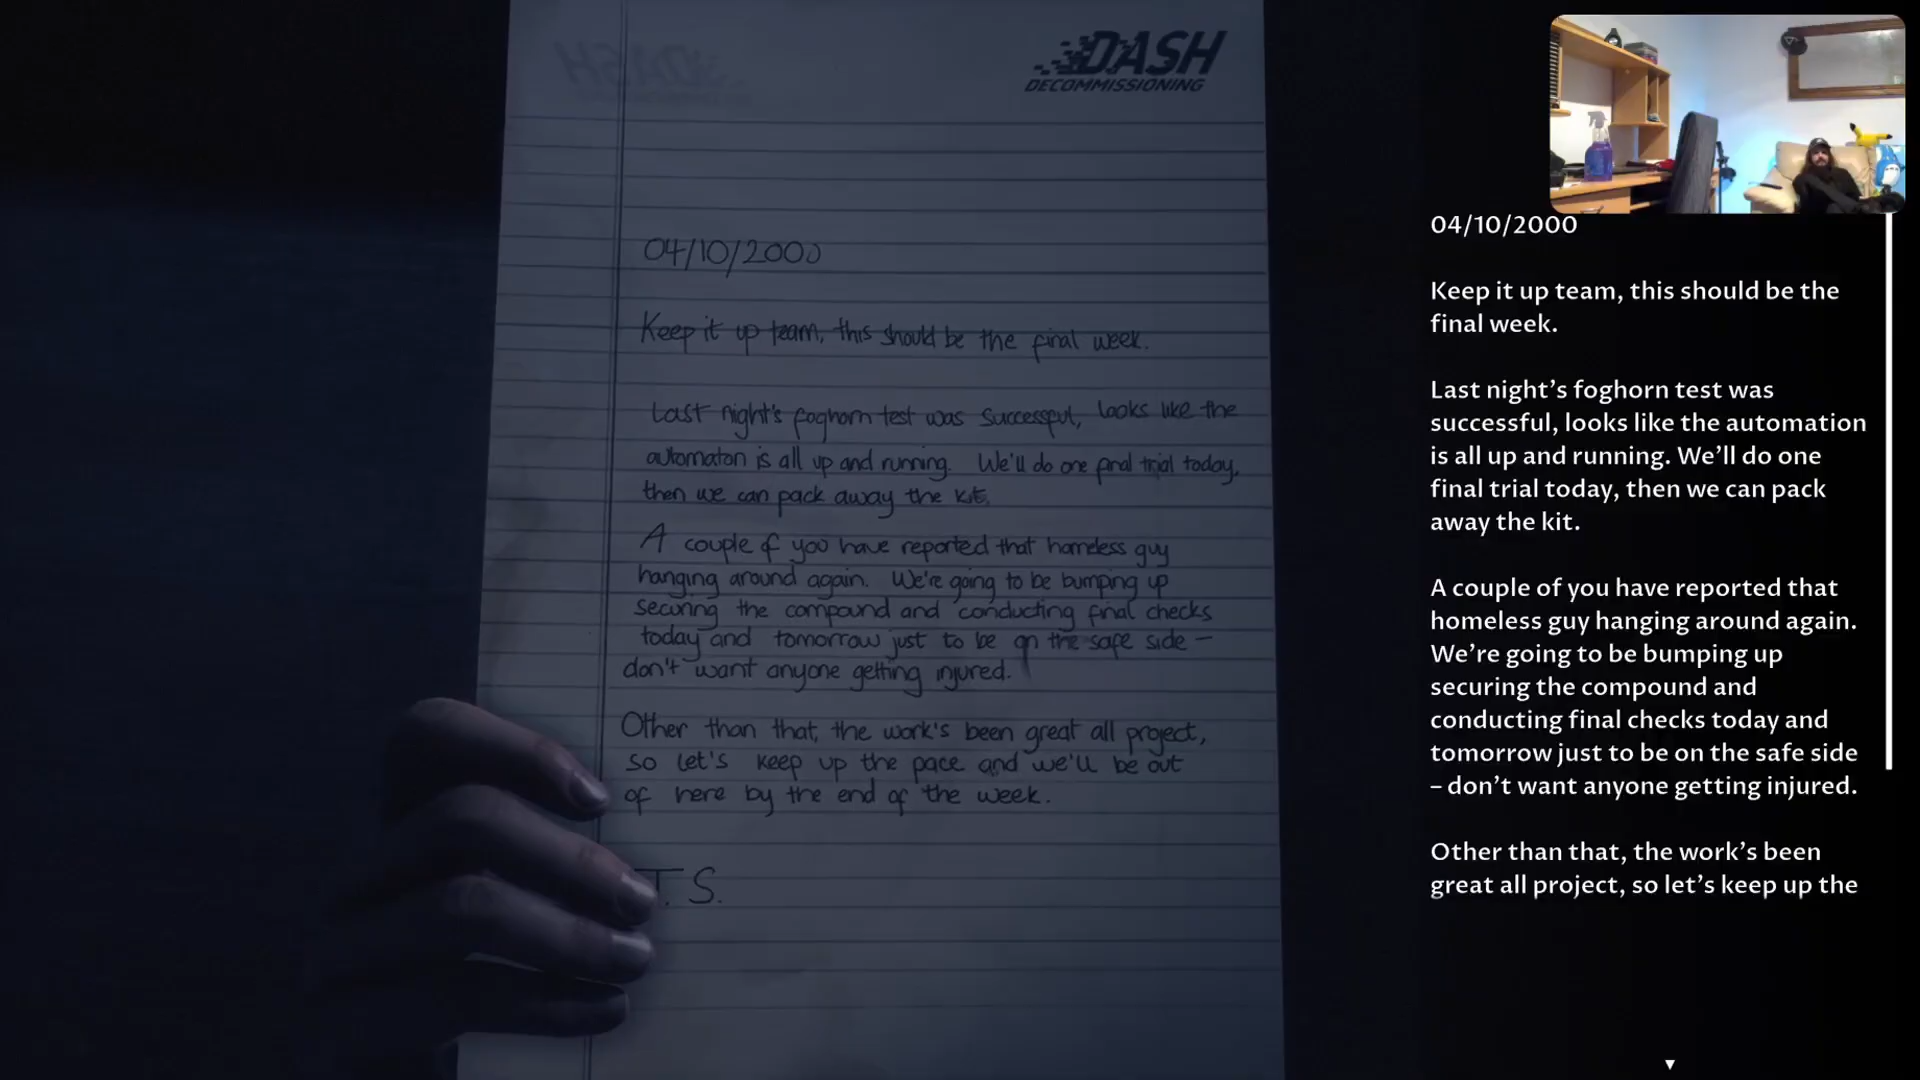 DASH
DECOMMISSIONING
04/10/2000
Keep it up team, this should be the final week.
Last night's foghorn test was successful, looks like the
automaton is all up and running. We'll do one final trial today,
then we can pack away the kit.
A couple of you have reported that homeless guy
hanging around again. We're going to be bumping up
securing the compound and conducting final checks
today and tomorrow just to be on the safe side –
don't want anyone getting injured.
Other than that, the work's been great all project,
so let's keep up the pace and we'll be out
of here by the end of the week.
T.S.
04/10/2000
Keep it up team, this should be the
final week.
Last night's foghorn test was
successful, looks like the automation
is all up and running. We'll do one
final trial today, then we can pack
away the kit.
A couple of you have reported that
homeless guy hanging around again.
We're going to be bumping up
securing the compound and
conducting final checks today and
tomorrow just to be on the safe side
– don't want anyone getting injured.
Other than that, the work's been
great all project, so let's keep up the